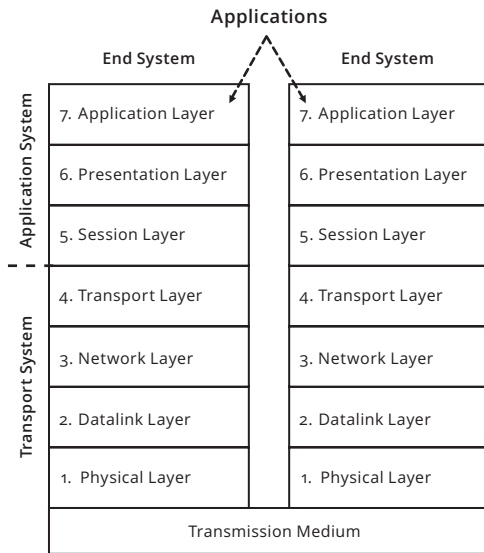 Applications
End System
End System
Application System
7. Application Layer
7. Application Layer
6. Presentation Layer
6. Presentation Layer
5. Session Layer
5. Session Layer
Transport System
4. Transport Layer
4. Transport Layer
3. Network Layer
3. Network Layer
2. Datalink Layer
2. Datalink Layer
1. Physical Layer
1. Physical Layer
Transmission Medium